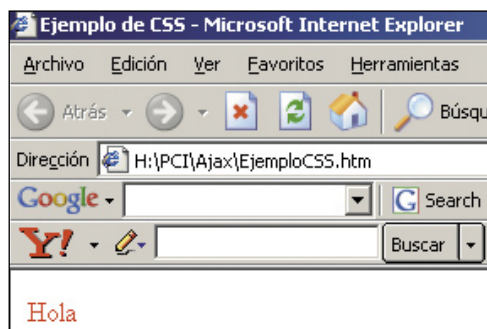 Ejemplo de CSS - Microsoft Internet Explorer
Archivo Edición Ver Favoritos Herramientas
Atrás Búsqu
Dirección H:\PCI\Ajax\EjemploCSS.htm
Google G Search
Y! Buscar
Hola